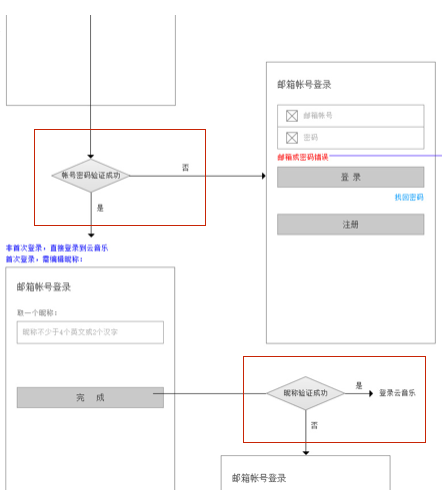 邮箱帐号登录
邮箱帐号
密码
邮箱或密码错误
登 录
找回密码
注册
帐号密码验证成功
否
是
非首次登录，直接登录到云音乐
首次登录，需编辑昵称：
邮箱帐号登录
取一个昵称：
昵称不少于4个英文或2个汉字
完 成
昵称验证成功
是
登录云音乐
否
邮箱帐号登录